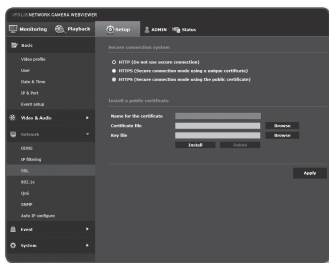 IPOLIS NETWORK CAMERA WEBVIEWER
Monitoring
Playback
Setup
ADMIN
Status
Basic
Video profile
User
Date & Time
IP & Port
Event setup
Video & Audio
Network
DDNS
IP filtering
SSL
802.1x
QoS
SNMP
Auto IP configure
Event
System
Secure connection system
HTTP (Do not use secure connection)
HTTPS (Secure connection mode using a unique certificate)
HTTPS (Secure connection mode using the public certificate)
Install a public certificate
Name for the certificate
Certificate file
Browse
Key file
Browse
Install
Delete
Apply